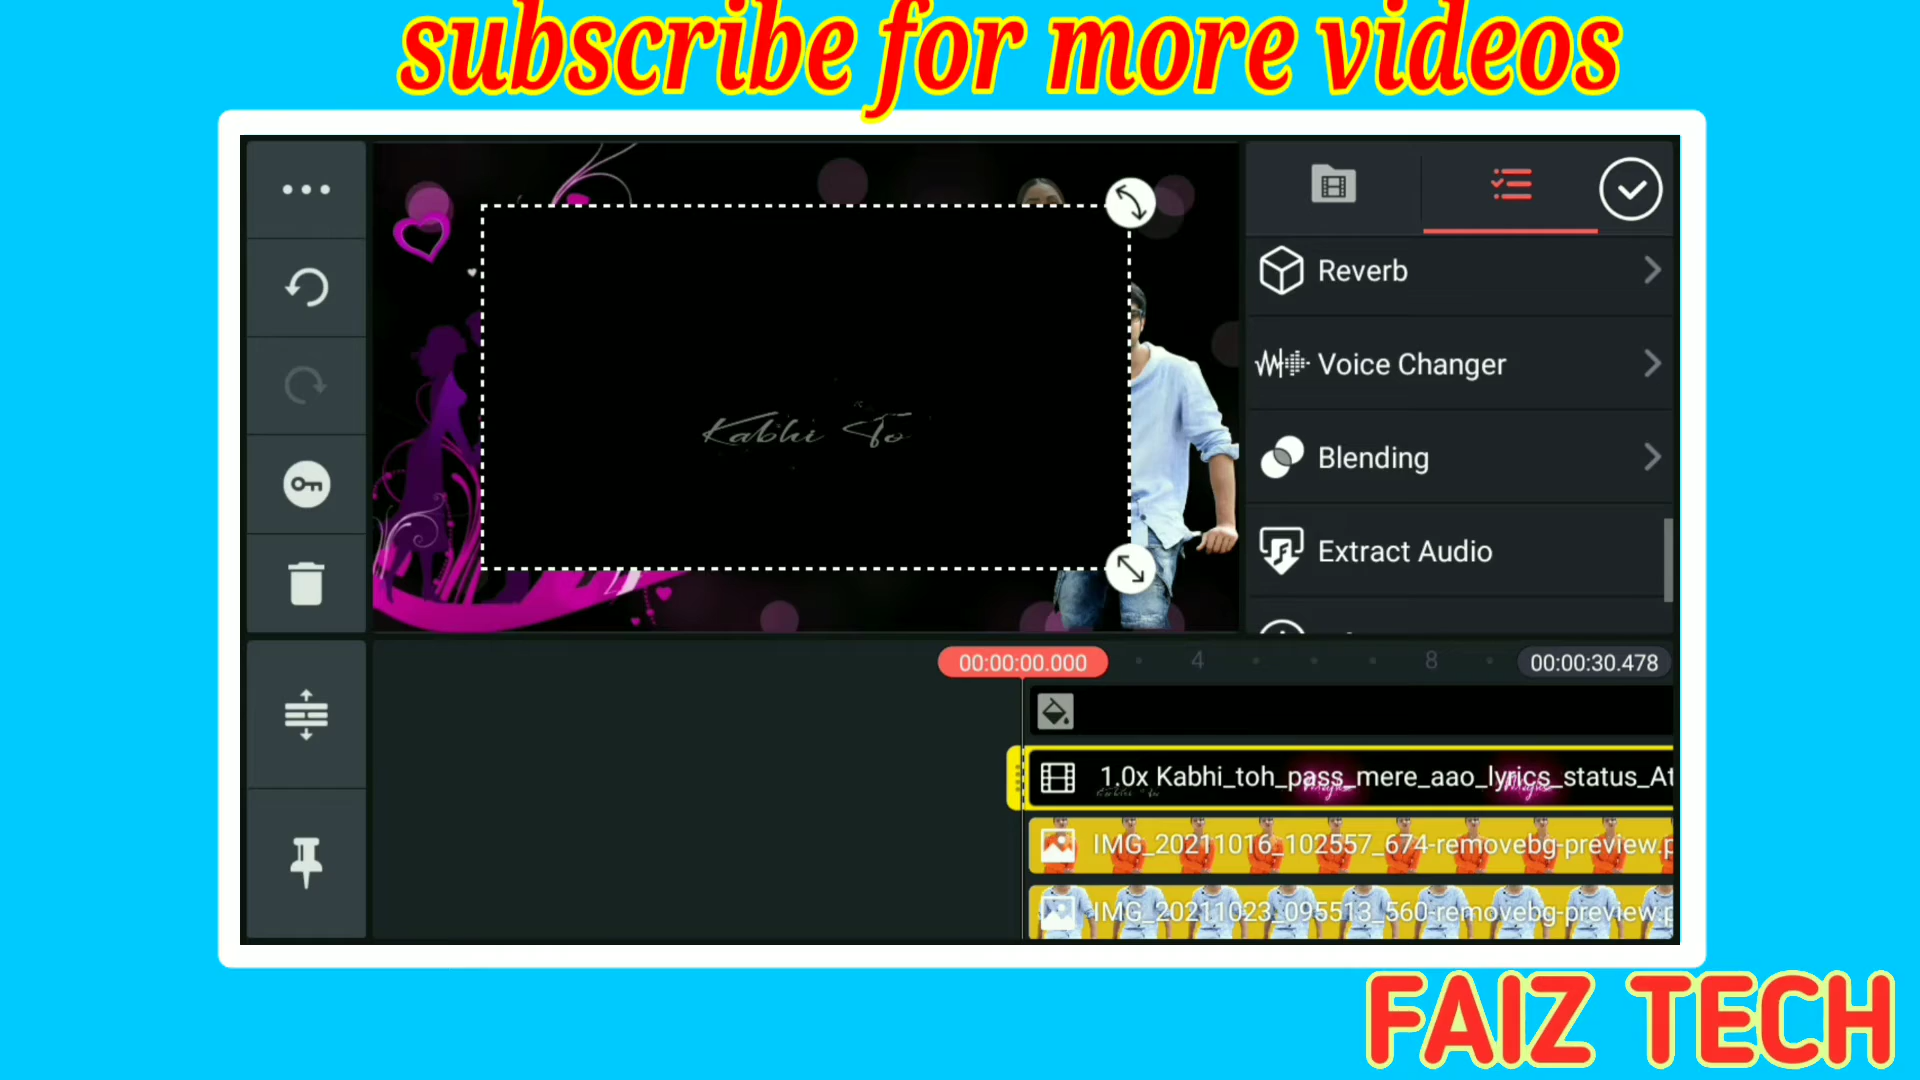 subscribe for more videos
Reverb
Voice Changer
Blending
Extract Audio
Kabhi To
00:00:00.000
4
8
00:00:30.478
1.0x Kabhi_toh_pass_mere_aao_lyrics_status_At
IMG_20211016_102557_674-removebg-preview.p
IMG_20211023_095513_560-removebg-preview.p
FAIZ TECH